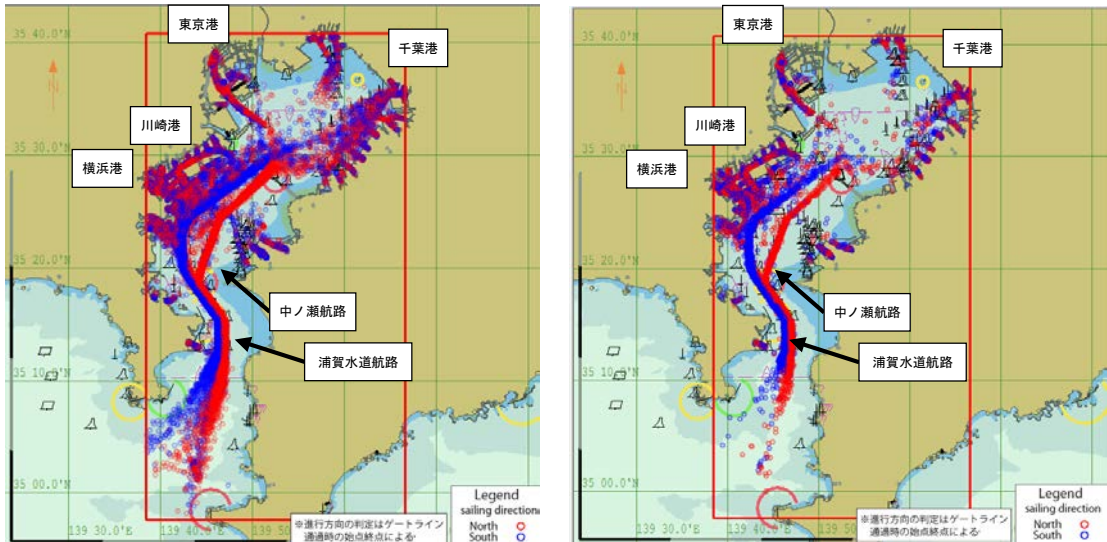 東京港
千葉港
川崎港
横浜港
中ノ瀬航路
浦賀水道航路
35 40'.0"N
35 30'.0"N
35 20'.0"N
35 10'.0"N
35 00'.0"N
139 30'.0"E
139 40'.0"E
139 50'.0"E
※進行方向の判定はゲートライン
通過時の始点終点による
Legend
sailing direction
North
South
東京港
千葉港
川崎港
横浜港
中ノ瀬航路
浦賀水道航路
35 40'.0"N
35 30'.0"N
35 20'.0"N
35 10'.0"N
35 00'.0"N
139 30'.0"E
139 40'.0"E
139 50'.0"E
※進行方向の判定はゲートライン
通過時の始点終点による
Legend
sailing direction
North
South